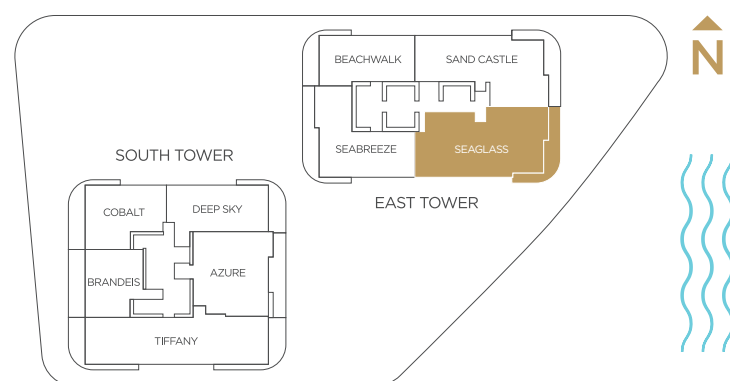 N
BEACHWALK
SAND CASTLE
SEABREEZE
SEAGLASS
EAST TOWER
SOUTH TOWER
COBALT
DEEP SKY
BRANDEIS
AZURE
TIFFANY